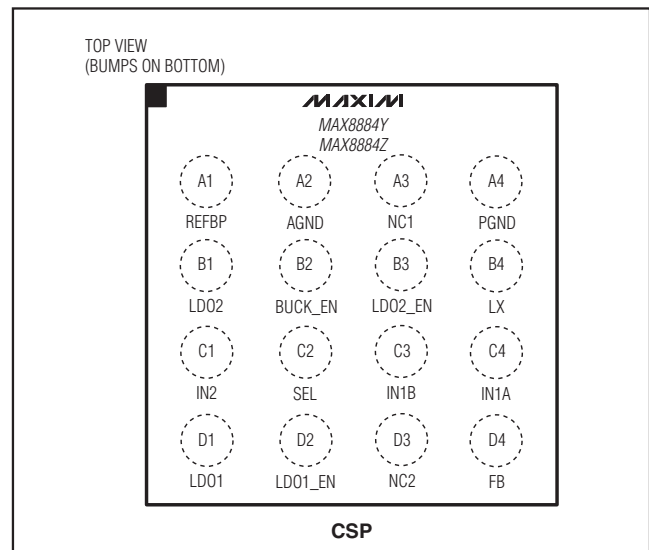 TOP VIEW
(BUMPS ON BOTTOM)
MAXIM
MAX8884Y
MAX8884Z
A1 A2 A3 A4
REFBP AGND NC1 PGND
B1 B2 B3 B4
LDO2 BUCK_EN LDO2_EN LX
C1 C2 C3 C4
IN2 SEL IN1B IN1A
D1 D2 D3 D4
LDO1 LDO1_EN NC2 FB
CSP